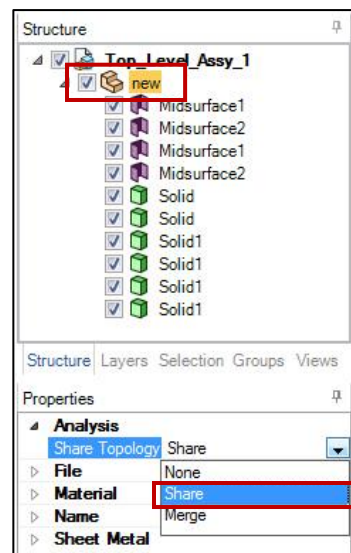 Structure
Top_Level_Assy_1
new
Midsurface1
Midsurface2
Midsurface1
Midsurface2
Solid
Solid
Solid1
Solid1
Solid1
Solid1
Structure Layers Selection Groups Views
Properties
Analysis
Share Topology Share
File None
Material Share
Name Merge
Sheet Metal